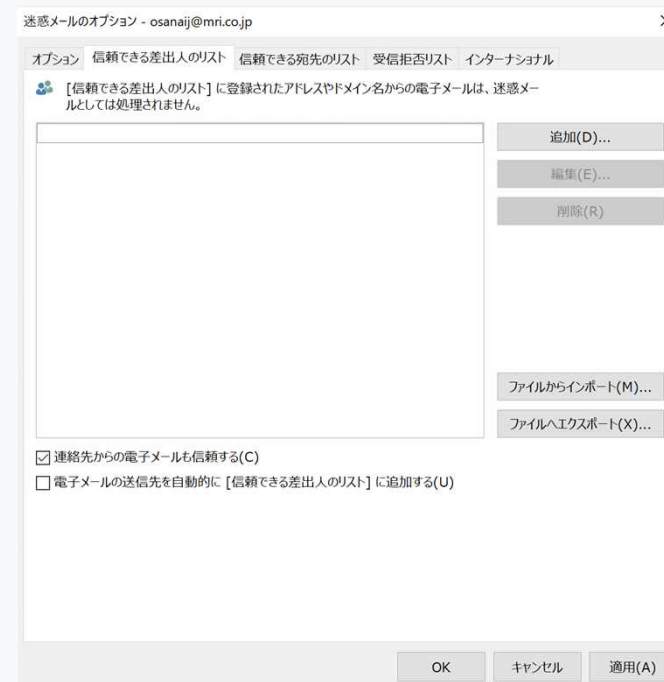 迷惑メールのオプション - osanaij@mri.co.jp
オプション 信頼できる差出人のリスト 信頼できる宛先のリスト 受信拒否リスト インターナショナル
[信頼できる差出人のリスト] に登録されたアドレスやドメイン名からの電子メールは、迷惑メー
ルとしては処理されません。
追加(D)...
編集(E)...
削除(R)
ファイルからインポート(M)...
ファイルへエクスポート(X)...
連絡先からの電子メールも信頼する(C)
電子メールの送信先を自動的に [信頼できる差出人のリスト] に追加する(U)
OK キャンセル 適用(A)